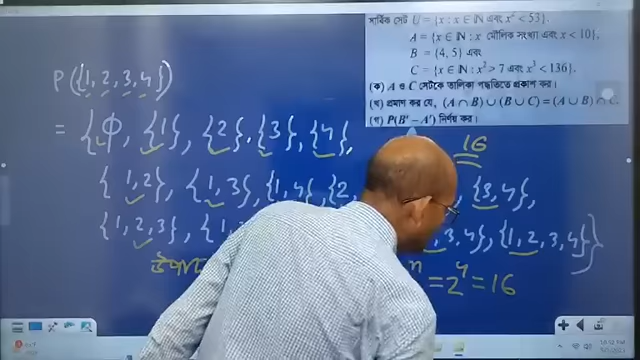 সার্বিক সেট U = {x : x ∈ ℕ এবং x² < 53}.
A = {x ∈ ℕ : x মৌলিক সংখ্যা এবং x < 10},
B = {4, 5} এবং
C = {x ∈ ℕ : x² > 7 এবং x³ < 136}.
(ক) A ও C সেটকে তালিকা পদ্ধতিতে প্রকাশ কর।
(খ) প্রমাণ কর যে, (A ∩ B) ∪ (B ∪ C) = (A ∪ B) ∩ C.
(গ) P(B' − A') নির্ণয় কর।
P({1, 2, 3, 4})
= {φ, {1}, {2}, {3}, {4}, 16
{1, 2}, {1, 3}, {1, 4}, {2, {3, 4},
{1, 2, 3}, {1, 3, 4}, {1, 2, 3, 4}}
n = 2⁴ = 16